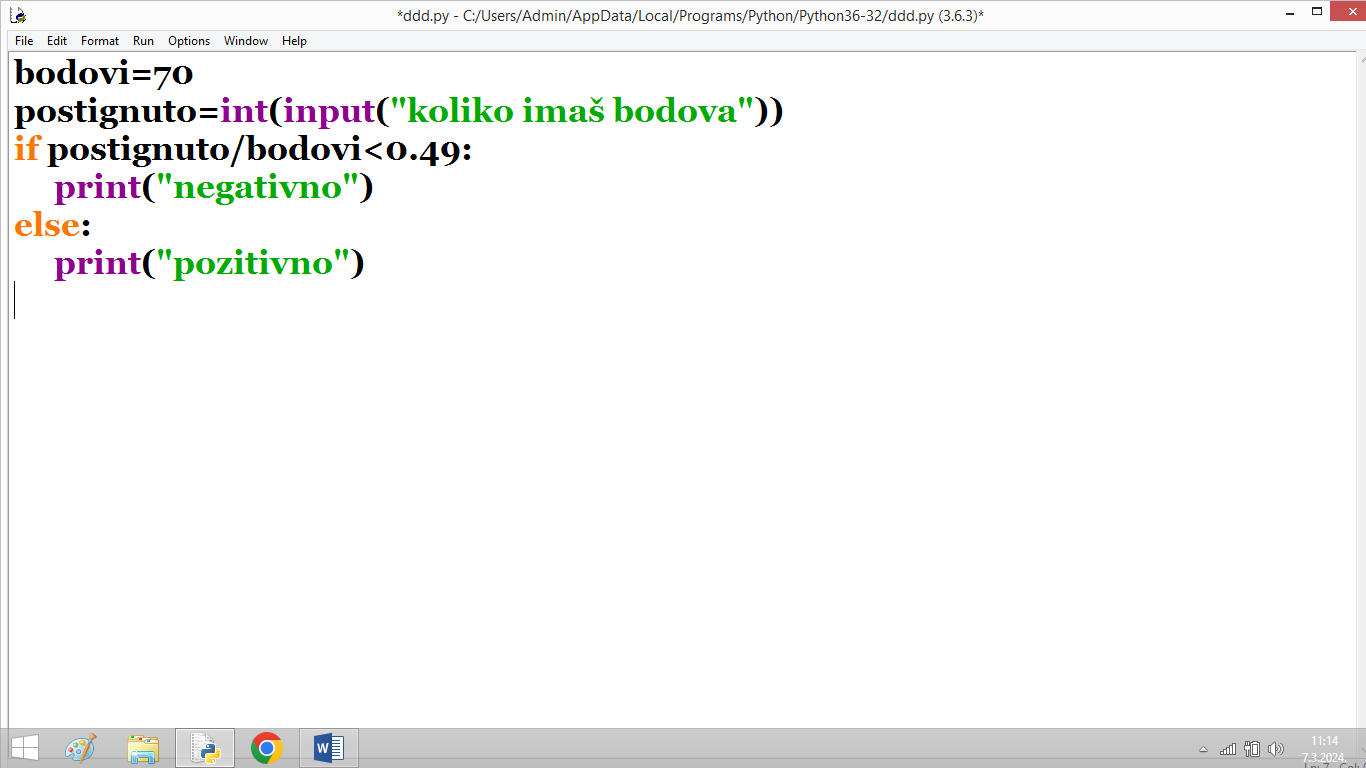 *ddd.py - C:/Users/Admin/AppData/Local/Programs/Python/Python36-32/ddd.py (3.6.3)*
File Edit Format Run Options Window Help
bodovi=70
postignuto=int(input("koliko imaš bodova"))
if postignuto/bodovi<0.49:
    print("negativno")
else:
    print("pozitivno")
11:14
7.3.2024.